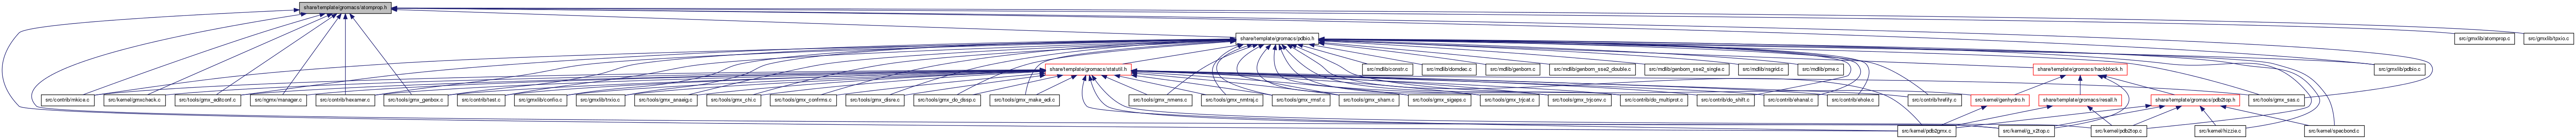 share/template/gromacs/atomprop.h
share/template/gromacs/pdbio.h
src/gmxlib/atomprop.c
src/gmxlib/tpxio.c
share/template/gromacs/statutil.h
src/mdlib/constr.c
src/mdlib/domdec.c
src/mdlib/genborn.c
src/mdlib/genborn_sse2_double.c
src/mdlib/genborn_sse2_single.c
src/mdlib/nsgrid.c
src/mdlib/pme.c
share/template/gromacs/hackblock.h
src/gmxlib/pdbio.c
src/contrib/mkice.c
src/kernel/gmxcheck.c
src/tools/gmx_editconf.c
src/ngmx/manager.c
src/contrib/hexamer.c
src/tools/gmx_genbox.c
src/contrib/test.c
src/gmxlib/confio.c
src/gmxlib/trxio.c
src/tools/gmx_anaeig.c
src/tools/gmx_chi.c
src/tools/gmx_confrms.c
src/tools/gmx_disre.c
src/tools/gmx_do_dssp.c
src/tools/gmx_make_edi.c
src/tools/gmx_nmens.c
src/tools/gmx_nmtraj.c
src/tools/gmx_rmsf.c
src/tools/gmx_sham.c
src/tools/gmx_sigeps.c
src/tools/gmx_trjcat.c
src/tools/gmx_trjconv.c
src/contrib/do_multiprot.c
src/contrib/do_shift.c
src/contrib/ehanal.c
src/contrib/ehole.c
src/contrib/hrefify.c
src/kernel/genhydro.h
share/template/gromacs/resall.h
share/template/gromacs/pdb2top.h
src/tools/gmx_sas.c
src/kernel/pdb2gmx.c
src/kernel/g_x2top.c
src/kernel/pdb2top.c
src/kernel/hizzie.c
src/kernel/specbond.c